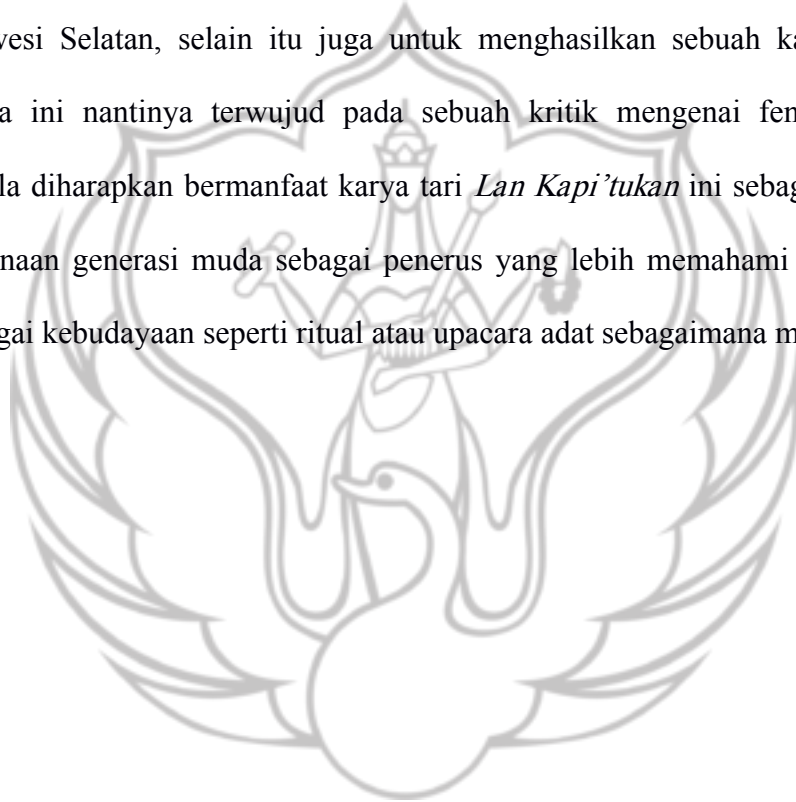 vesi Selatan, selain itu juga untuk menghasilkan sebuah ka
a ini nantinya terwujud pada sebuah kritik mengenai fen
la diharapkan bermanfaat karya tari Lan Kapi’tukan ini sebag
naan generasi muda sebagai penerus yang lebih memahami
gai kebudayaan seperti ritual atau upacara adat sebagaimana m